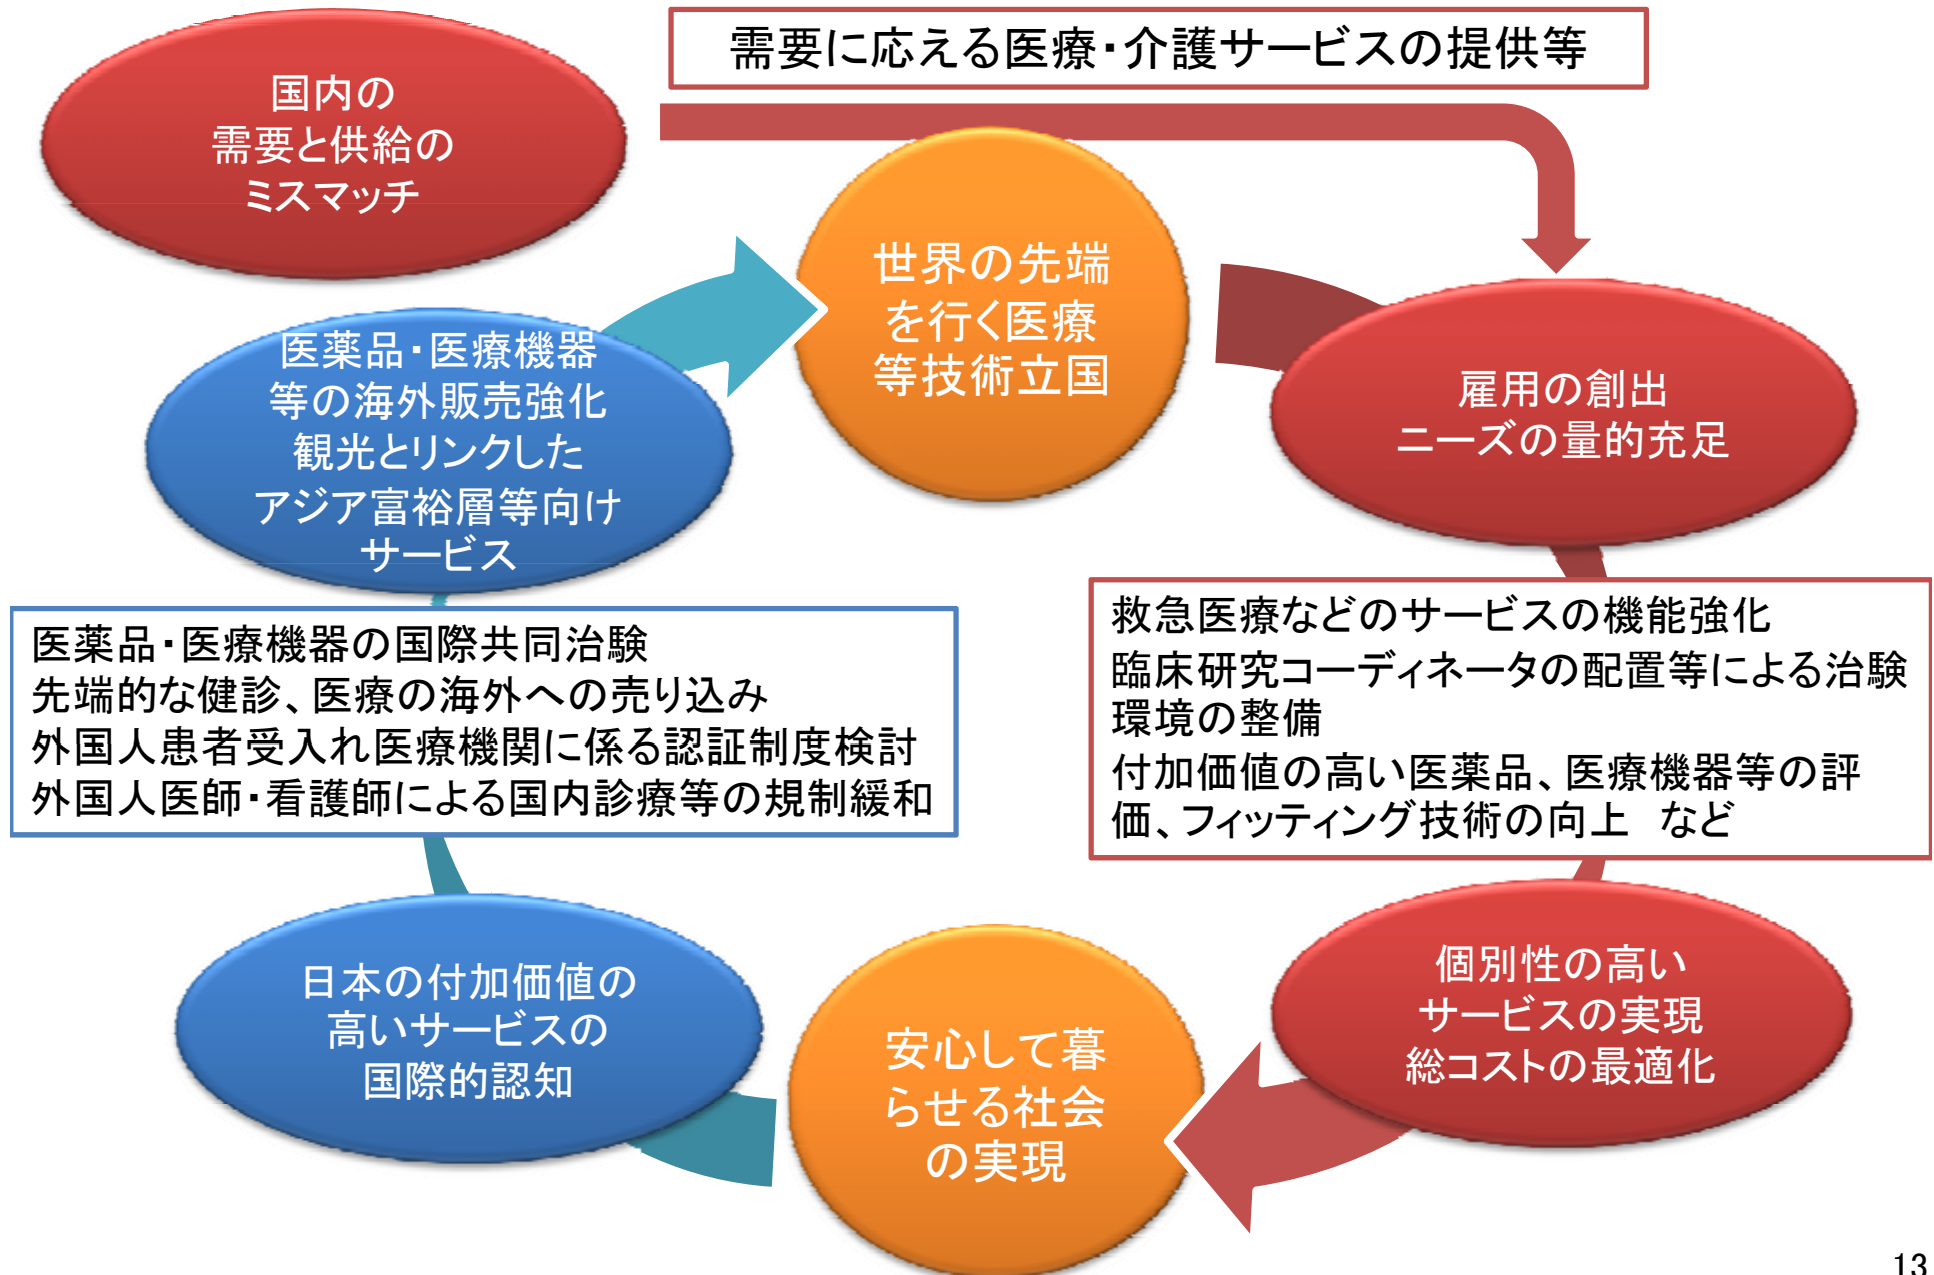 需要に応える医療・介護サービスの提供等
国内の
需要と供給の
ミスマッチ
世界の先端
を行く医療
等技術立国
医薬品・医療機器
等の海外販売強化
観光とリンクした
アジア富裕層等向け
サービス
雇用の創出
ニーズの量的充足
医薬品・医療機器の国際共同治験
先端的な健診、医療の海外への売り込み
外国人患者受入れ医療機関に係る認証制度検討
外国人医師・看護師による国内診療等の規制緩和
救急医療などのサービスの機能強化
臨床研究コーディネータの配置等による治験
環境の整備
付加価値の高い医薬品、医療機器等の評
価、フィッティング技術の向上　など
日本の付加価値の
高いサービスの
国際的認知
安心して暮
らせる社会
の実現
個別性の高い
サービスの実現
総コストの最適化
13